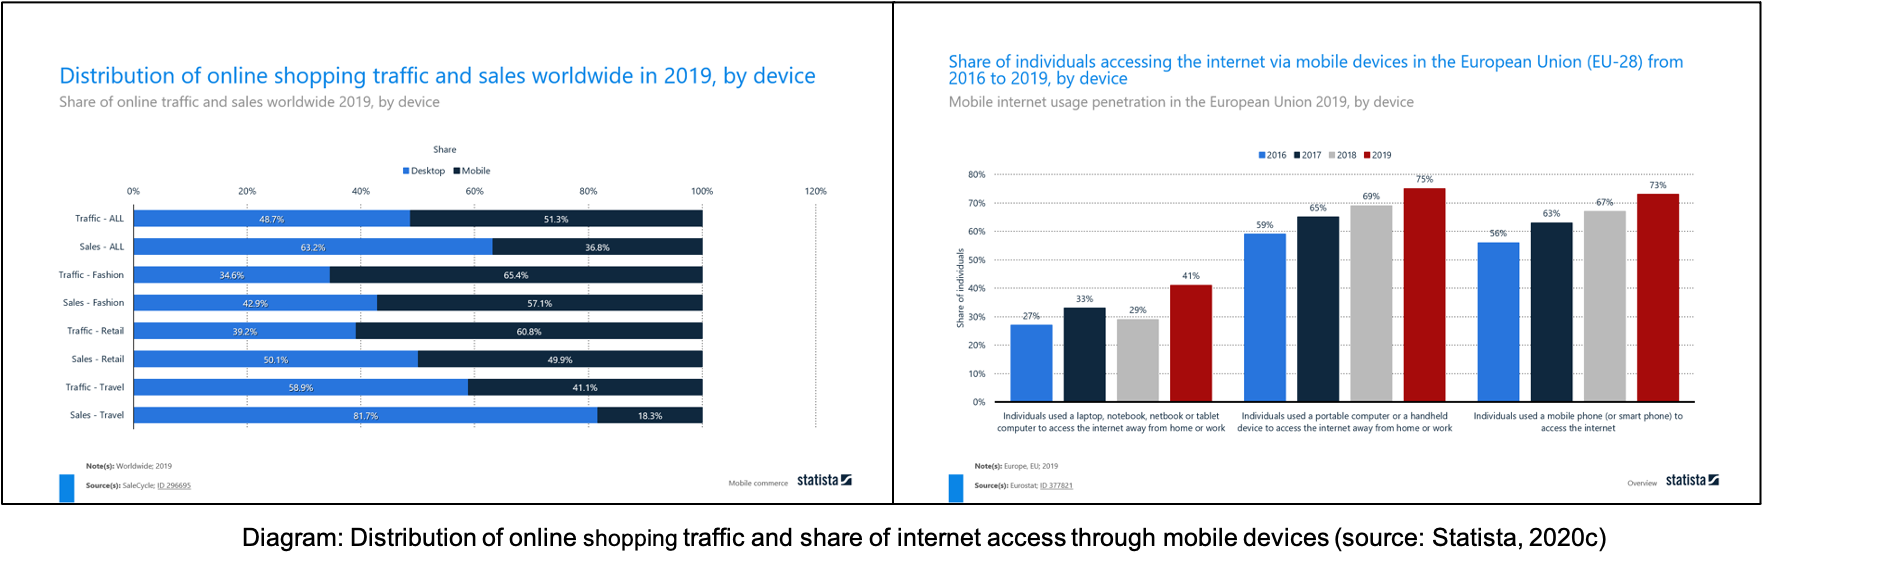 Distribution of online shopping traffic and sales worldwide in 2019, by device
Share of online traffic and sales worldwide 2019, by device
Share
Desktop Mobile
0% 20% 40% 60% 80% 100% 120%
Traffic - ALL 48.7% 51.3%
Sales - ALL 63.2% 36.8%
Traffic - Fashion 34.6% 65.4%
Sales - Fashion 42.9% 57.1%
Traffic - Retail 39.2% 60.8%
Sales - Retail 50.1% 49.9%
Traffic - Travel 58.9% 41.1%
Sales - Travel 81.7% 18.3%
Note(s): Worldwide; 2019
Source(s): SaleCycle; ID 296695
Mobile commerce statista
Share of individuals accessing the internet via mobile devices in the European Union (EU-28) from
2016 to 2019, by device
Mobile internet usage penetration in the European Union 2019, by device
2016 2017 2018 2019
Share of individuals
80%
70%
60%
50%
40%
30%
20%
10%
0%
27% 33% 29% 41%
59% 65% 69% 75%
56% 63% 67% 73%
Individuals used a laptop, notebook, netbook or tablet
computer to access the internet away from home or work
Individuals used a portable computer or a handheld
device to access the internet away from home or work
Individuals used a mobile phone (or smart phone) to
access the internet
Note(s): Europe, EU; 2019
Source(s): Eurostat; ID 377821
Overview statista
Diagram: Distribution of online shopping traffic and share of internet access through mobile devices (source: Statista, 2020c)